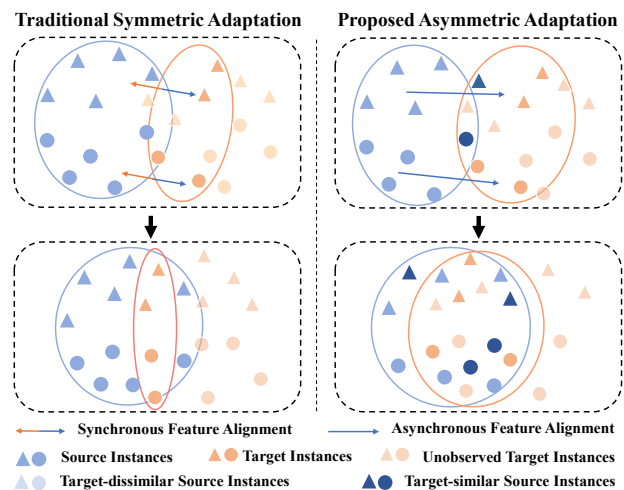 Traditional Symmetric Adaptation
Proposed Asymmetric Adaptation
Synchronous Feature Alignment
Asynchronous Feature Alignment
Source Instances
Target Instances
Unobserved Target Instances
Target-dissimilar Source Instances
Target-similar Source Instances